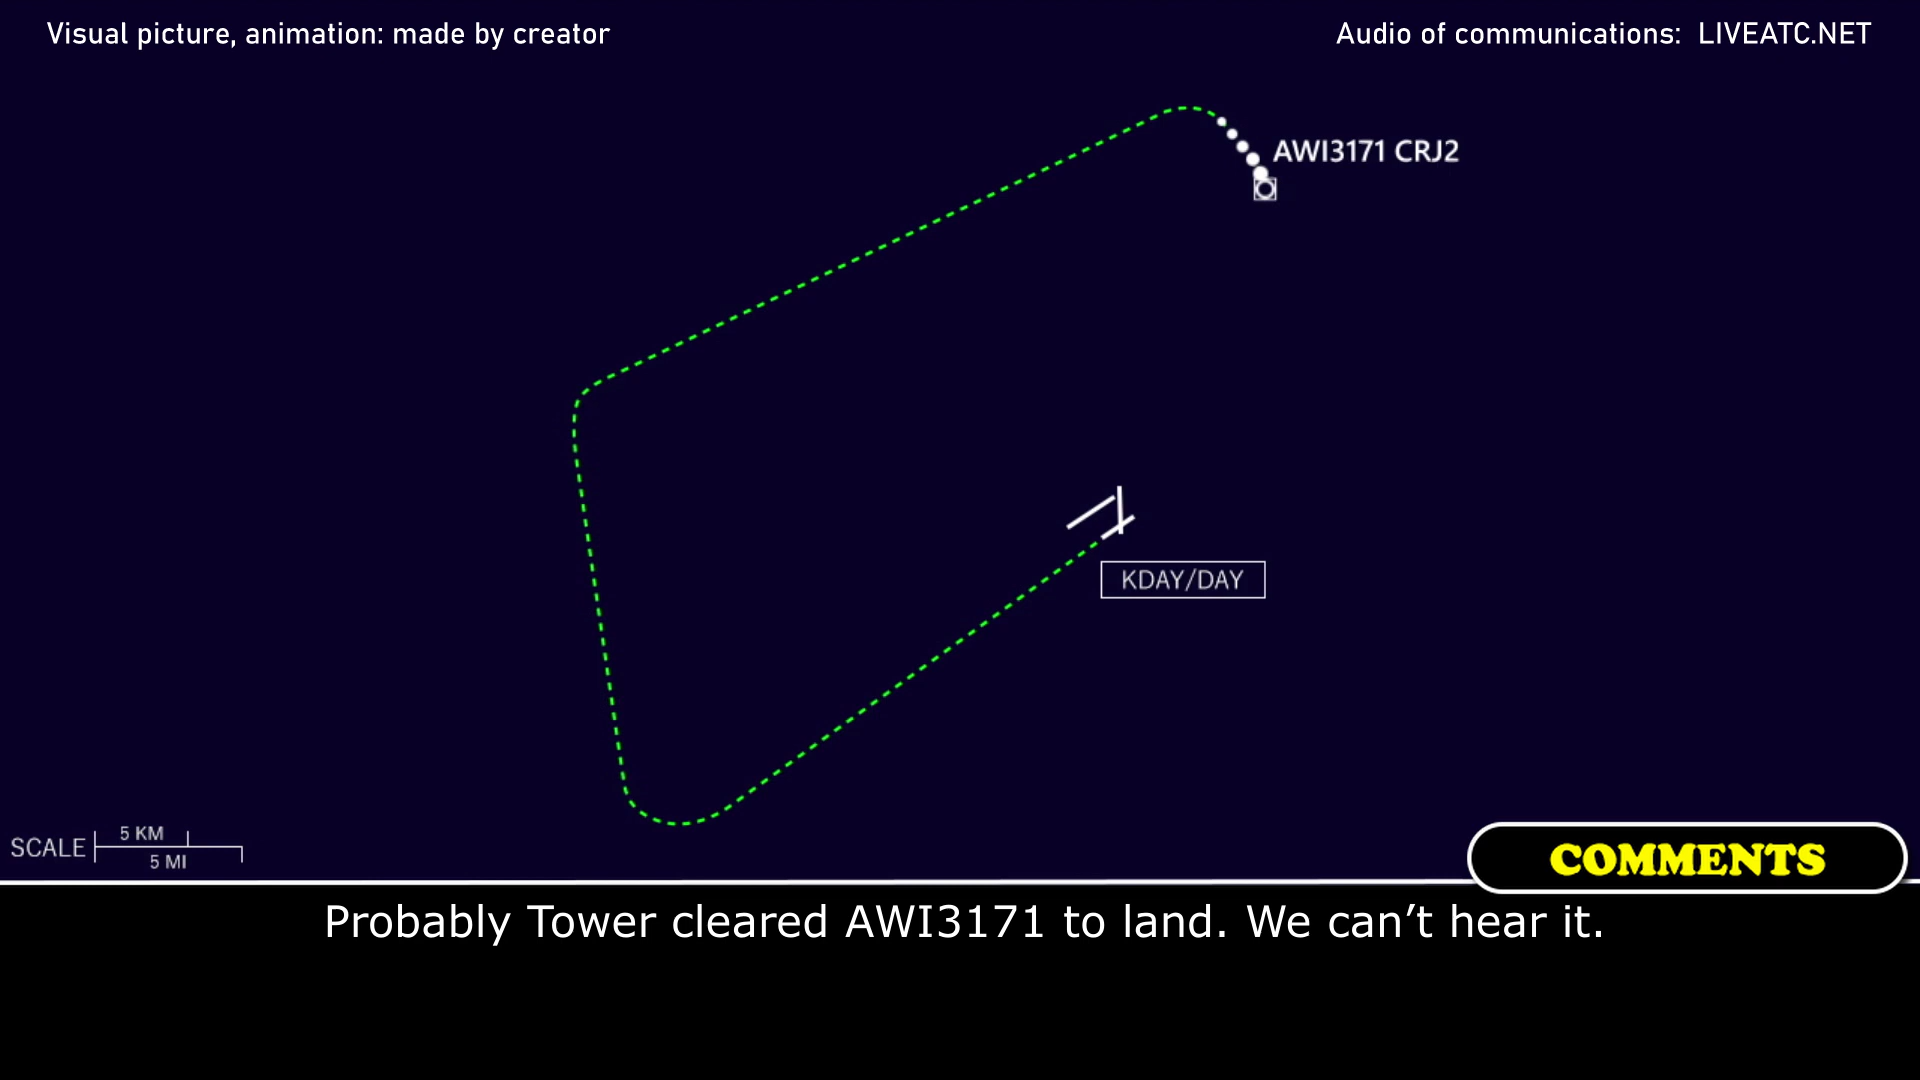 Visual picture, animation: made by creator
Audio of communications: LIVEATC.NET
AWI3171 CRJ2
KDAY/DAY
SCALE
5 KM
5 MI
COMMENTS
Probably Tower cleared AWI3171 to land. We can’t hear it.